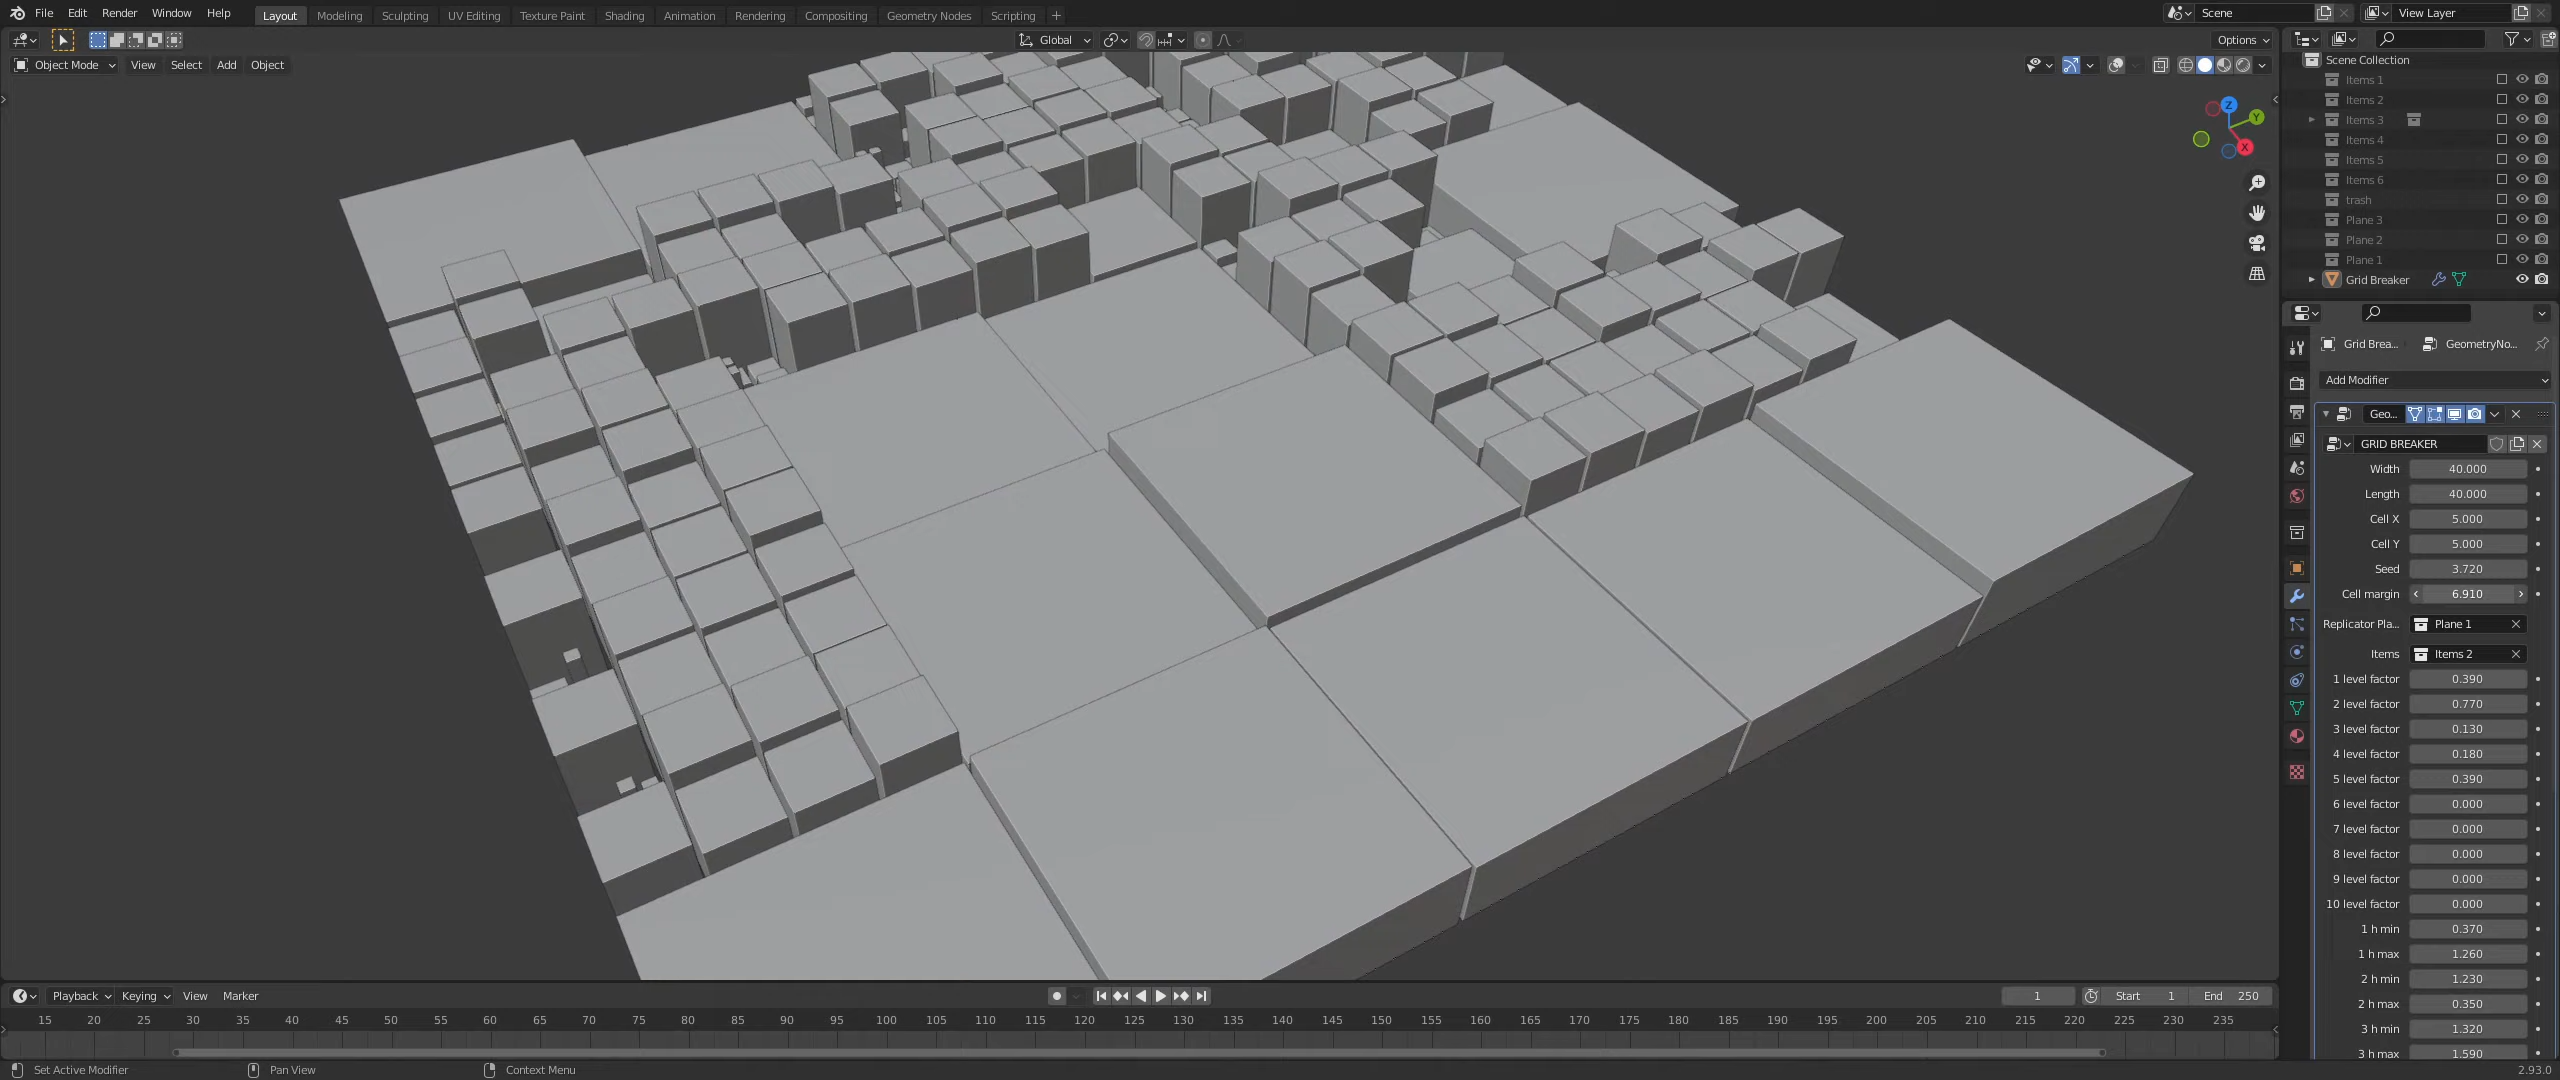 File Edit Render Window Help Layout Modeling Sculpting UV Editing Texture Paint Shading Animation Rendering Compositing Geometry Nodes Scripting + Scene View Layer
Global Options
Object Mode View Select Add Object
Scene Collection
Items 1
Items 2
Items 3
Items 4
Items 5
Items 6
trash
Plane 3
Plane 2
Plane 1
Grid Breaker
Z
Y
X
Grid Brea... GeometryNo...
Add Modifier
Geo...
GRID BREAKER
Width 40.000
Length 40.000
Cell X 5.000
Cell Y 5.000
Seed 3.720
Cell margin 6.910
Replicator Pla... Plane 1
Items Items 2
1 level factor 0.390
2 level factor 0.770
3 level factor 0.130
4 level factor 0.180
5 level factor 0.390
6 level factor 0.000
7 level factor 0.000
8 level factor 0.000
9 level factor 0.000
10 level factor 0.000
1 h min 0.370
1 h max 1.260
2 h min 1.230
2 h max 0.350
3 h min 1.320
3 h max 1.590
Playback Keying View Marker 1 Start 1 End 250
15 20 25 30 35 40 45 50 55 60 65 70 75 80 85 90 95 100 105 110 115 120 125 130 135 140 145 150 155 160 165 170 175 180 185 190 195 200 205 210 215 220 225 230 235
Set Active Modifier Pan View Context Menu 2.93.0